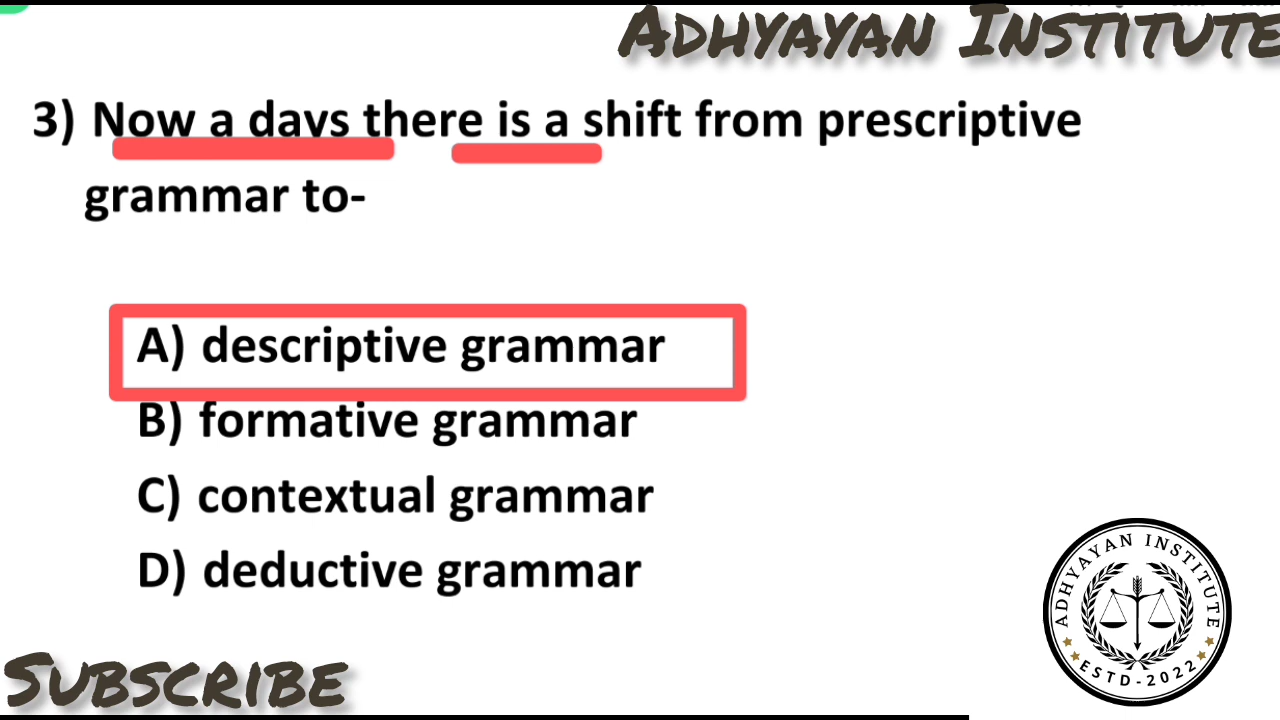 ADHYAYAN INSTITUTE
3) Now a days there is a shift from prescriptive
grammar to-
A) descriptive grammar
B) formative grammar
C) contextual grammar
D) deductive grammar
ADHYAYAN INSTITUTE
ESTD-2022
SUBSCRIBE